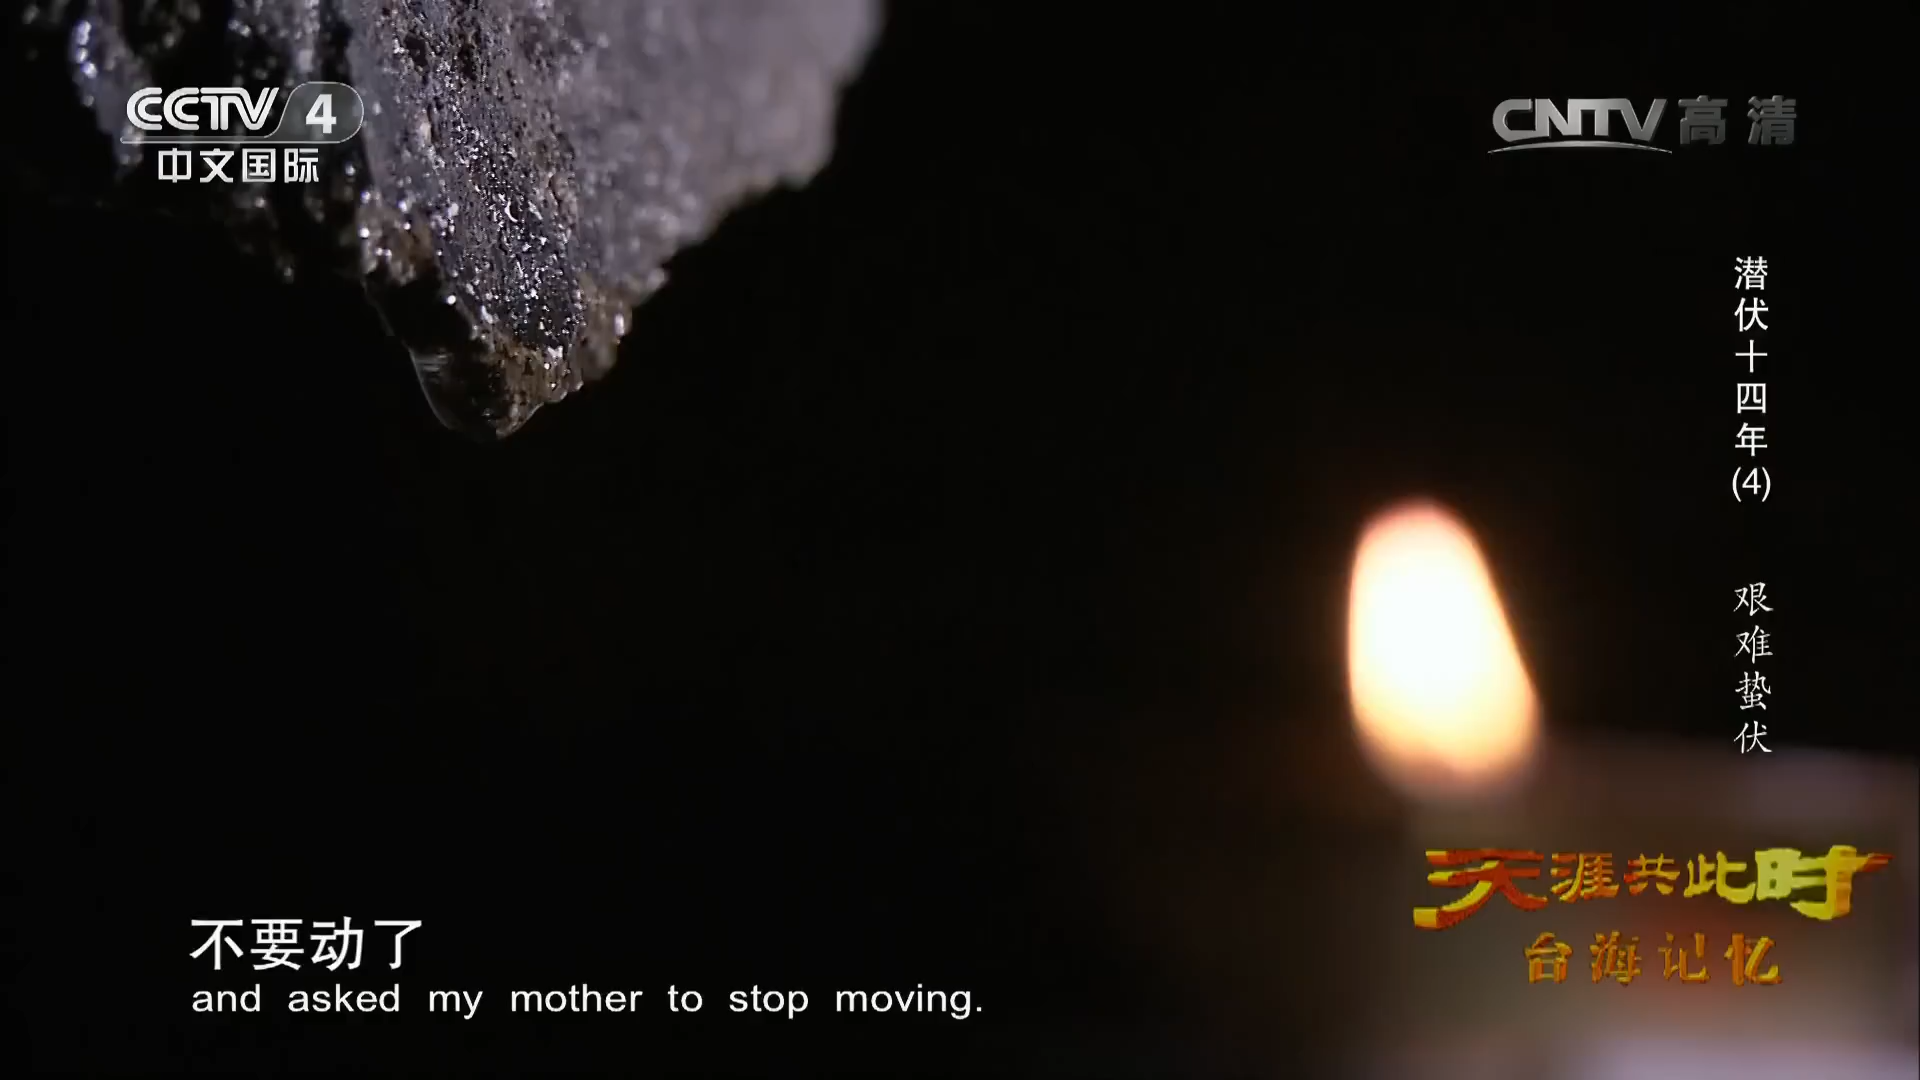 CCTV 4
中文国际
CNTV 高清
潜伏十四年(4)
艰难蛰伏
天涯共此时
台海记忆
不要动了
and asked my mother to stop moving.